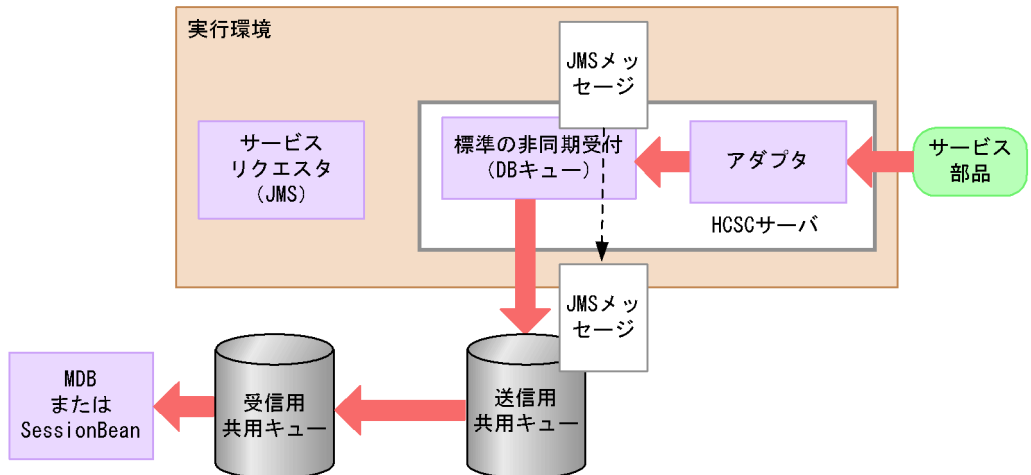 実行環境
JMSメッ
セージ
サービス
リクエスタ
(JMS)
標準の非同期受付
(DBキュー)
アダプタ
サービス
部品
HCSCサーバ
JMSメッ
セージ
MDB
または
SessionBean
受信用
共用キュー
送信用
共用キュー